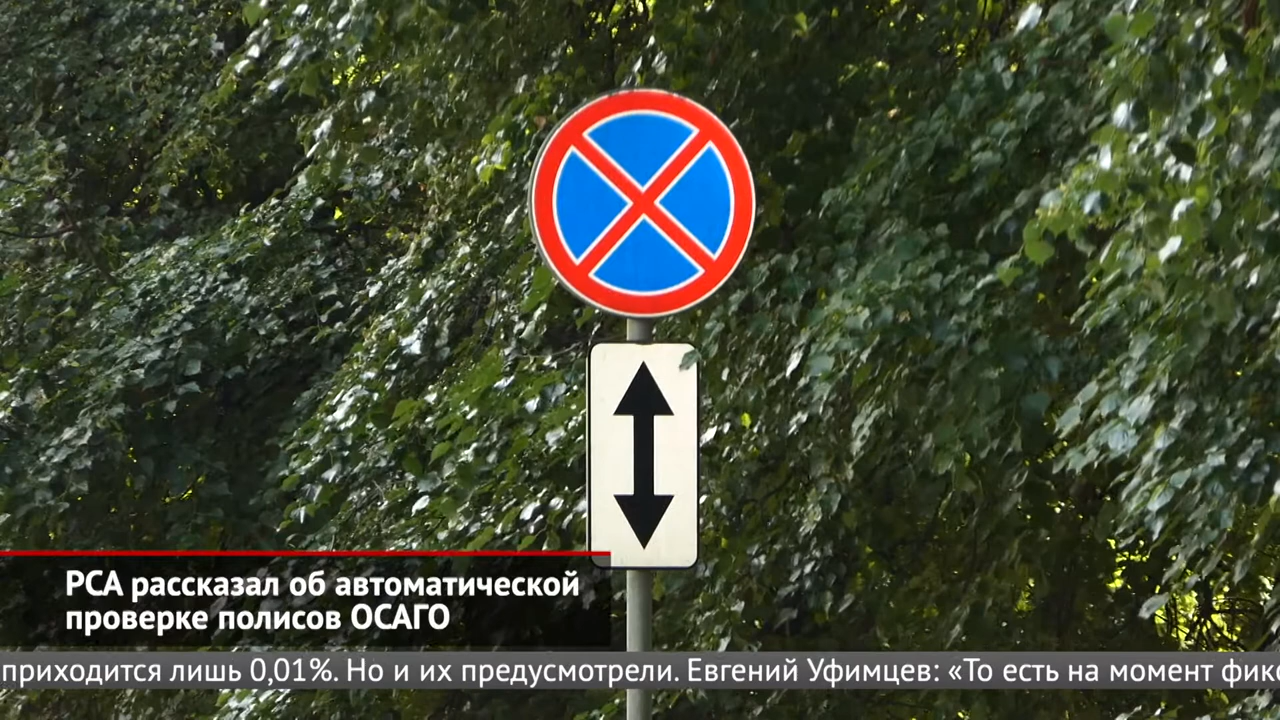 РСА рассказал об автоматической
проверке полисов ОСАГО
приходится лишь 0,01%. Но и их предусмотрели. Евгений Уфимцев: «То есть на момент